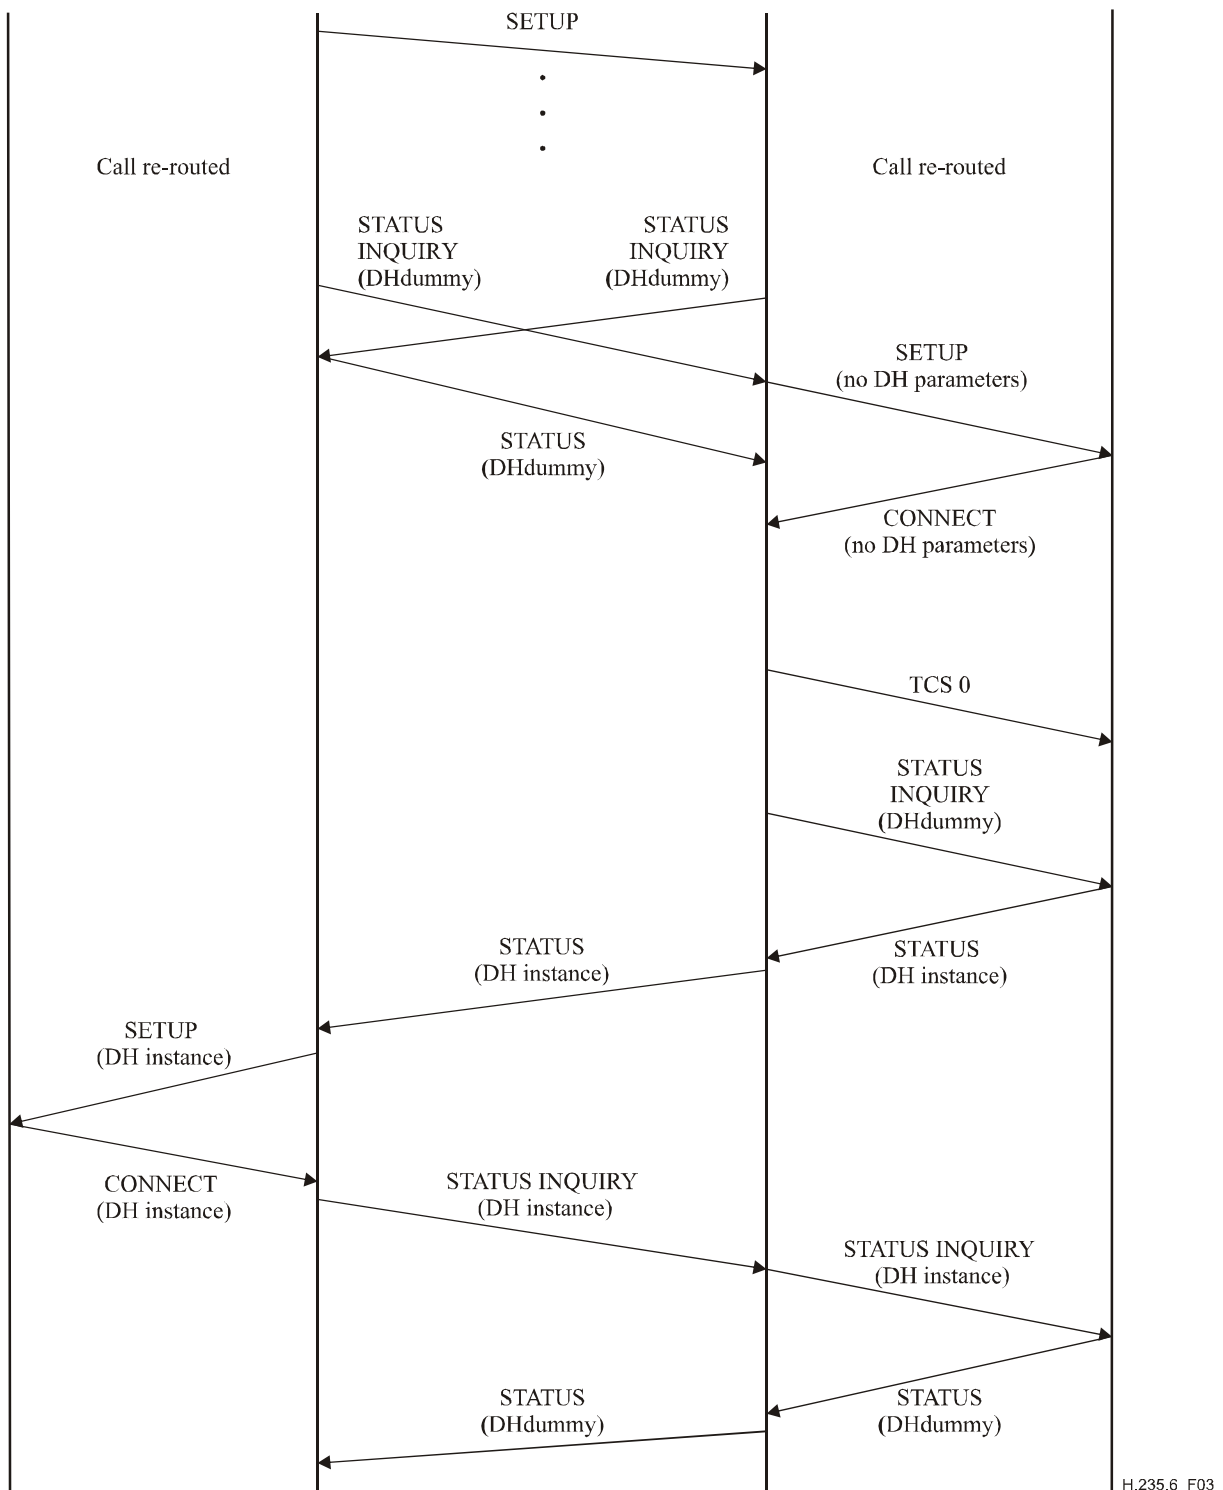 SETUP
Call re-routed
Call re-routed
STATUS
INQUIRY
(DHdummy)
STATUS
INQUIRY
(DHdummy)
SETUP
(no DH parameters)
STATUS
(DHdummy)
CONNECT
(no DH parameters)
TCS 0
STATUS
INQUIRY
(DHdummy)
STATUS
(DH instance)
STATUS
(DH instance)
SETUP
(DH instance)
CONNECT
(DH instance)
STATUS INQUIRY
(DH instance)
STATUS INQUIRY
(DH instance)
STATUS
(DHdummy)
STATUS
(DHdummy)
H.235.6_F03